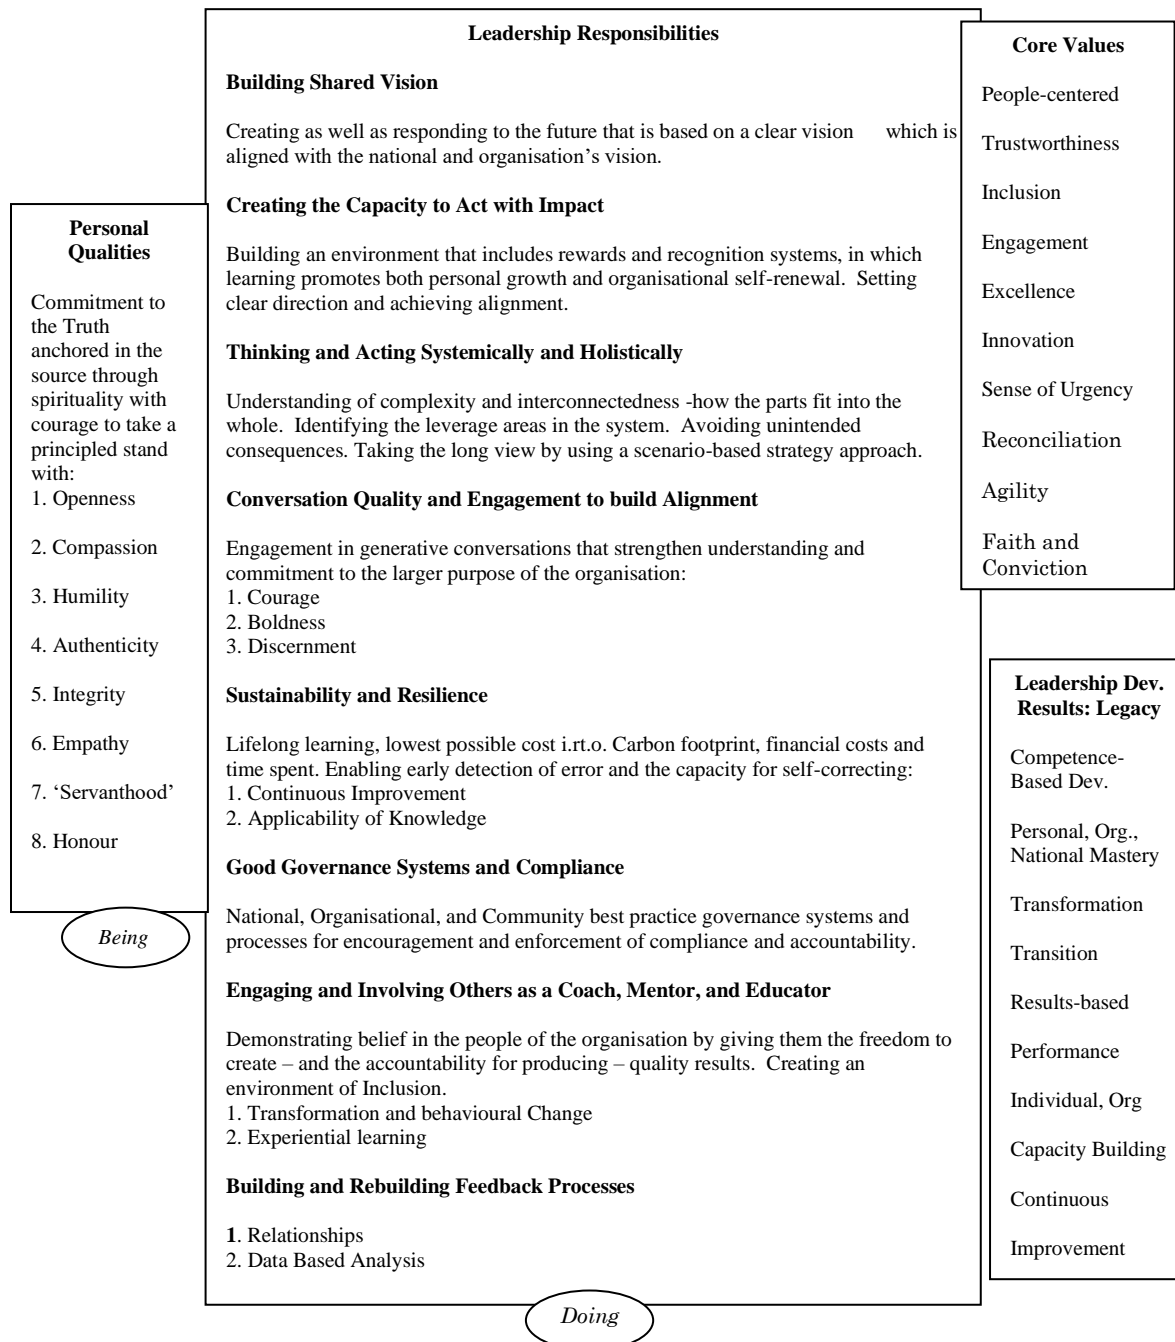 Leadership Responsibilities
Building Shared Vision
Creating as well as responding to the future that is based on a clear vision which is
aligned with the national and organisation's vision.
Creating the Capacity to Act with Impact
Building an environment that includes rewards and recognition systems, in which
learning promotes both personal growth and organisational self-renewal. Setting
clear direction and achieving alignment.
Thinking and Acting Systemically and Holistically
Understanding of complexity and interconnectedness -how the parts fit into the
whole. Identifying the leverage areas in the system. Avoiding unintended
consequences. Taking the long view by using a scenario-based strategy approach.
Conversation Quality and Engagement to build Alignment
Engagement in generative conversations that strengthen understanding and
commitment to the larger purpose of the organisation:
1. Courage
2. Boldness
3. Discernment
Sustainability and Resilience
Lifelong learning, lowest possible cost i.rt.o. Carbon footprint, financial costs and
time spent. Enabling early detection of error and the capacity for self-correcting:
1. Continuous Improvement
2. Applicability of Knowledge
Good Governance Systems and Compliance
National, Organisational, and Community best practice governance systems and
processes for encouragement and enforcement of compliance and accountability.
Engaging and Involving Others as a Coach, Mentor, and Educator
Demonstrating belief in the people of the organisation by giving them the freedom to
create – and the accountability for producing – quality results. Creating an
environment of Inclusion.
1. Transformation and behavioural Change
2. Experiential learning
Building and Rebuilding Feedback Processes
1. Relationships
2. Data Based Analysis
Doing
Personal
Qualities
Commitment to
the Truth
anchored in the
source through
spirituality with
courage to take a
principled stand
with:
1. Openness
2. Compassion
3. Humility
4. Authenticity
5. Integrity
6. Empathy
7. 'Servanthood'
8. Honour
Being
Core Values
People-centered
Trustworthiness
Inclusion
Engagement
Excellence
Innovation
Sense of Urgency
Reconciliation
Agility
Faith and
Conviction
Leadership Dev.
Results: Legacy
Competence-
Based Dev.
Personal, Org.,
National Mastery
Transformation
Transition
Results-based
Performance
Individual, Org
Capacity Building
Continuous
Improvement